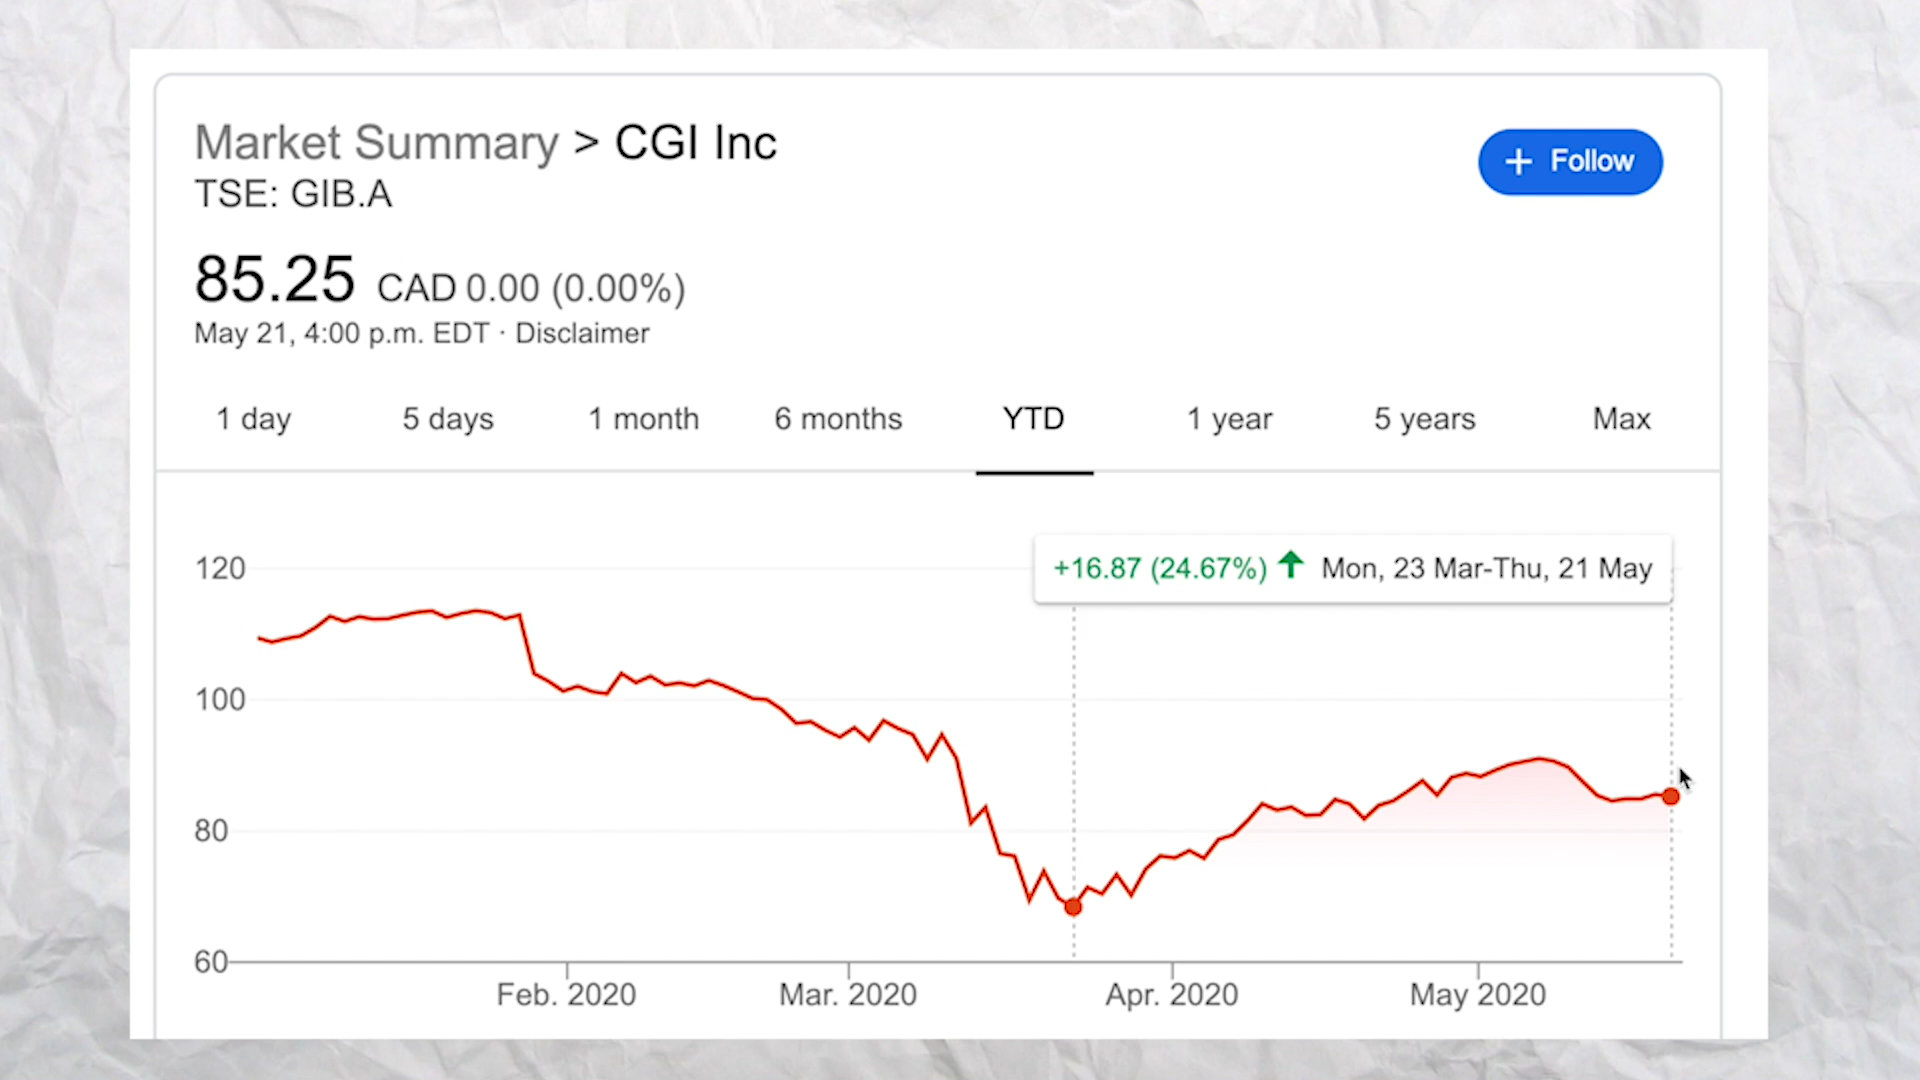 Market Summary > CGI Inc
+ Follow
TSE: GIB.A
85.25 CAD 0.00 (0.00%)
May 21, 4:00 p.m. EDT · Disclaimer
1 day 5 days 1 month 6 months YTD 1 year 5 years Max
+16.87 (24.67%) ↑ Mon, 23 Mar-Thu, 21 May
120
100
80
60
Feb. 2020 Mar. 2020 Apr. 2020 May 2020